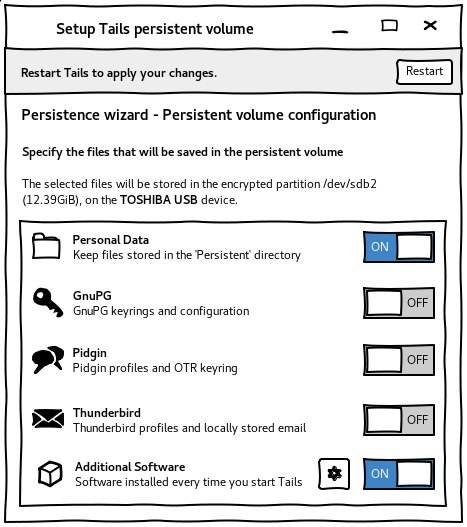 Setup Tails persistent volume
Restart Tails to apply your changes.
Restart
Persistence wizard - Persistent volume configuration
Specify the files that will be saved in the persistent volume
The selected files will be stored in the encrypted partition /dev/sdb2
(12.39GiB), on the TOSHIBA USB device.
Personal Data
Keep files stored in the 'Persistent' directory
ON
GnuPG
GnuPG keyrings and configuration
OFF
Pidgin
Pidgin profiles and OTR keyring
OFF
Thunderbird
Thunderbird profiles and locally stored email
OFF
Additional Software
Software installed every time you start Tails
ON